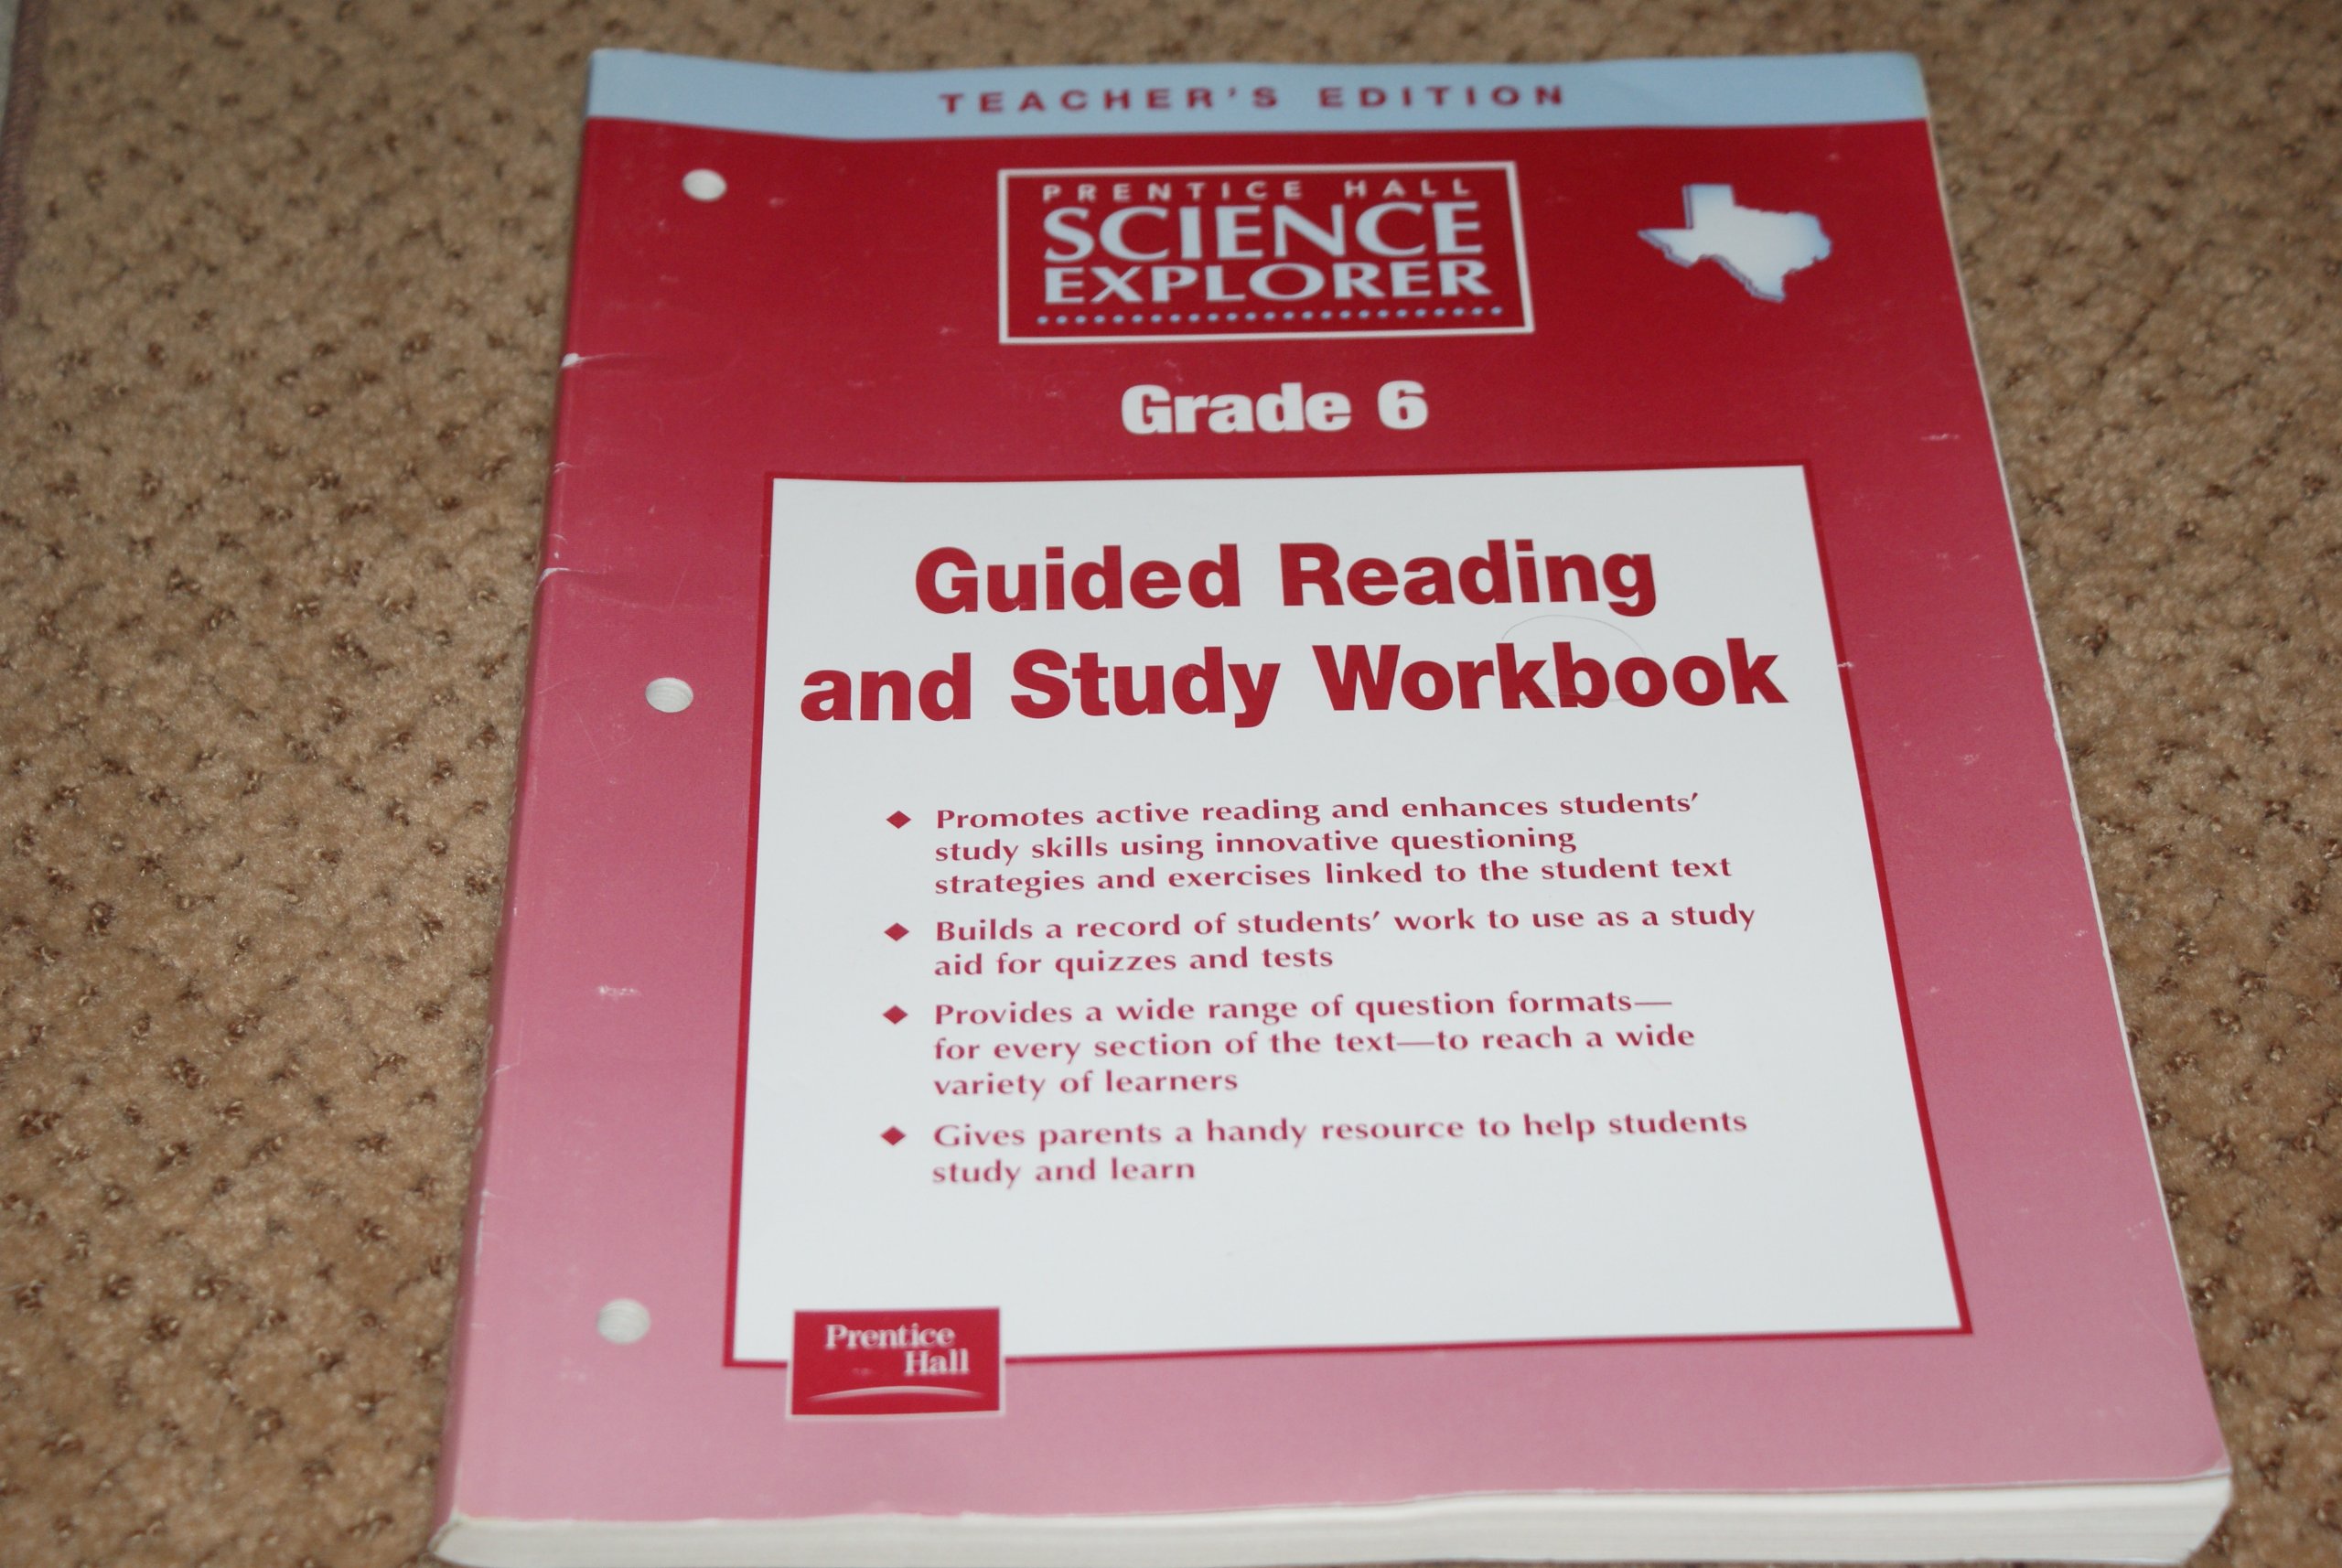 TEACHER'S EDITION
PRENTICE HALL
SCIENCE
EXPLORER
Grade 6
Guided Reading
and Study Workbook
◆ Promotes active reading and enhances students’
study skills using innovative questioning
strategies and exercises linked to the student text
◆ Builds a record of students’ work to use as a study
aid for quizzes and tests
◆ Provides a wide range of question formats—
for every section of the text—to reach a wide
variety of learners
◆ Gives parents a handy resource to help students
study and learn
Prentice
Hall